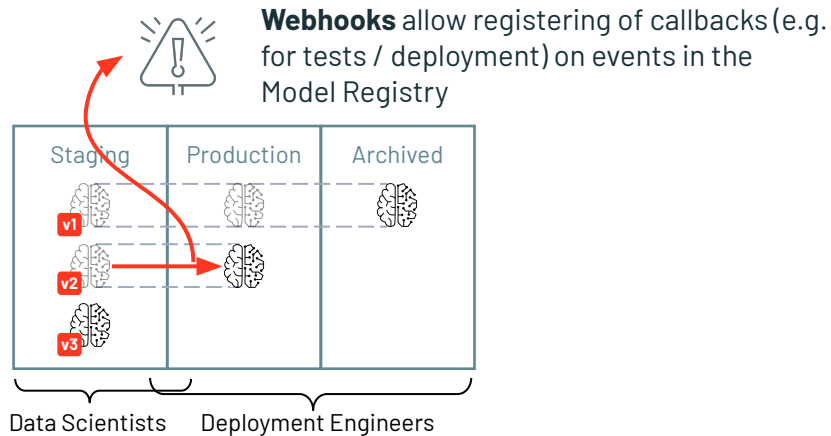 Webhooks allow registering of callbacks (e.g.
for tests / deployment) on events in the
Model Registry
Staging
Production
Archived
v1
v2
v3
Data Scientists
Deployment Engineers